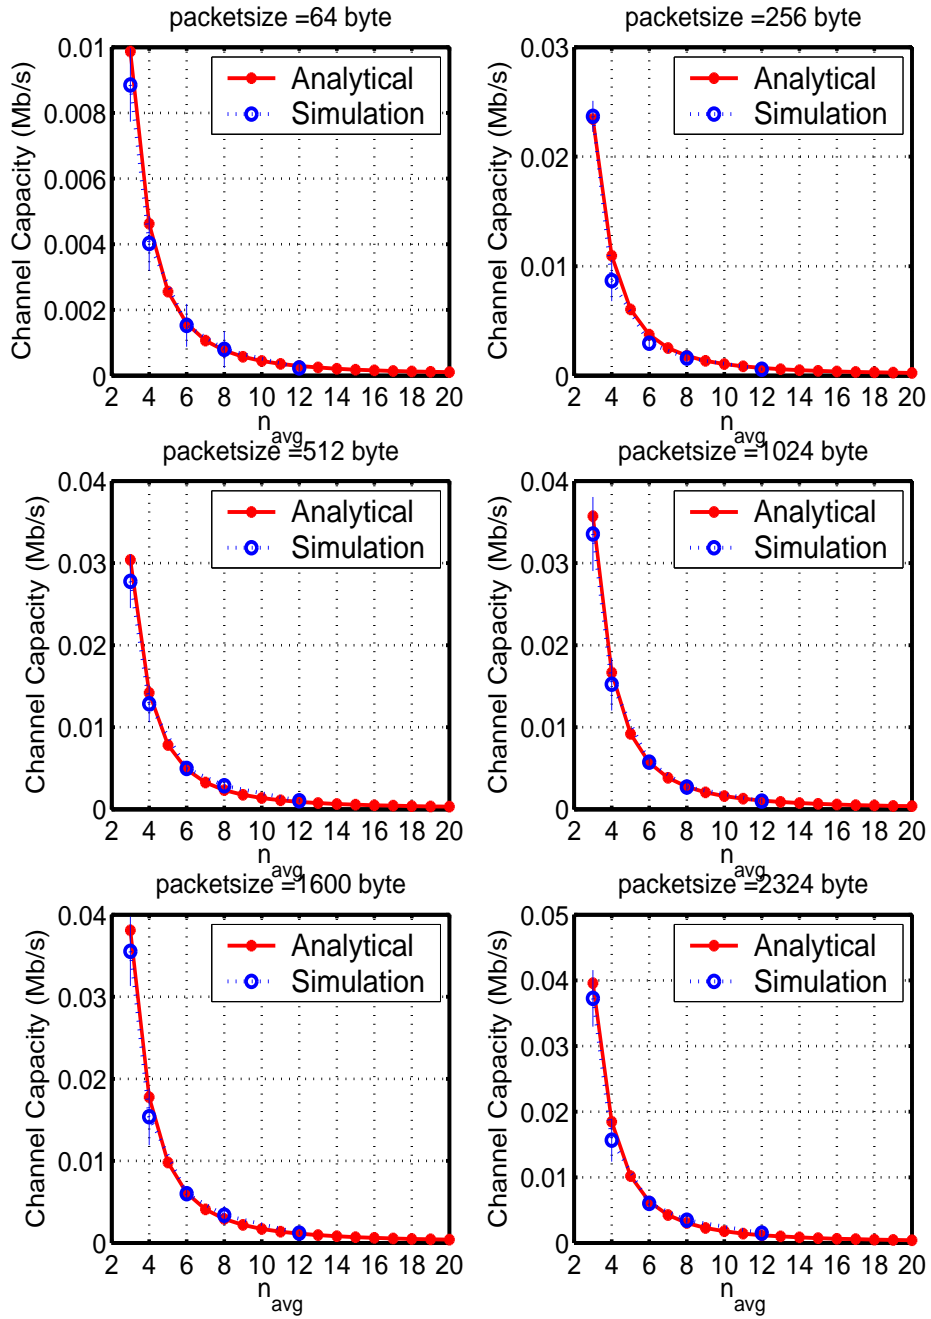 packetsize =64 byte
0.01
0.008
0.006
0.004
0.002
0
Channel Capacity (Mb/s)
Analytical
Simulation
2 4 6 8 10 12 14 16 18 20
n_avg
packetsize =256 byte
0.03
0.02
0.01
0
Channel Capacity (Mb/s)
Analytical
Simulation
2 4 6 8 10 12 14 16 18 20
n_avg
packetsize =512 byte
0.04
0.03
0.02
0.01
0
Channel Capacity (Mb/s)
Analytical
Simulation
2 4 6 8 10 12 14 16 18 20
n_avg
packetsize =1024 byte
0.04
0.03
0.02
0.01
0
Channel Capacity (Mb/s)
Analytical
Simulation
2 4 6 8 10 12 14 16 18 20
n_avg
packetsize =1600 byte
0.04
0.03
0.02
0.01
0
Channel Capacity (Mb/s)
Analytical
Simulation
2 4 6 8 10 12 14 16 18 20
n_avg
packetsize =2324 byte
0.05
0.04
0.03
0.02
0.01
0
Channel Capacity (Mb/s)
Analytical
Simulation
2 4 6 8 10 12 14 16 18 20
n_avg